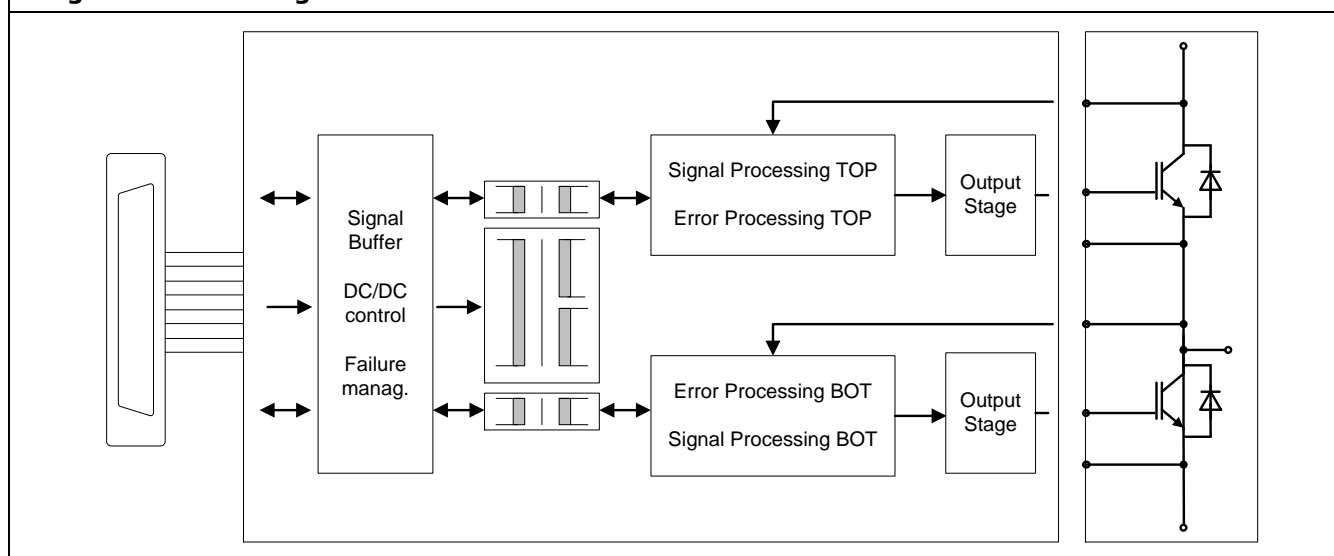 Signal
Buffer
DC/DC
control
Failure
manag.
Signal Processing TOP
Error Processing TOP
Output
Stage
Error Processing BOT
Signal Processing BOT
Output
Stage